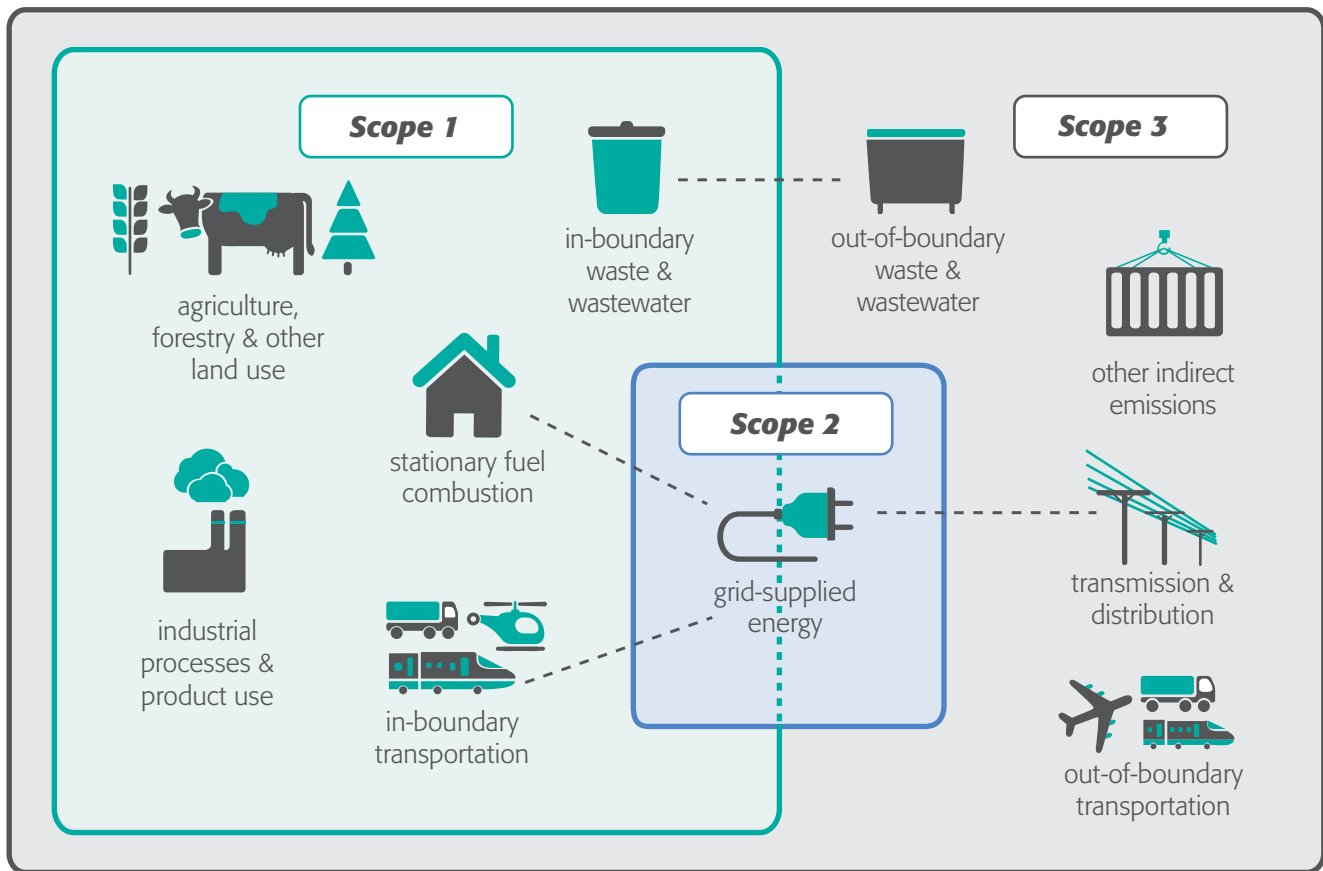 Scope 1
Scope 3
in-boundary
waste &
wastewater
out-of-boundary
waste &
wastewater
agriculture,
forestry & other
land use
other indirect
emissions
Scope 2
stationary fuel
combustion
grid-supplied
energy
transmission &
distribution
industrial
processes &
product use
in-boundary
transportation
out-of-boundary
transportation